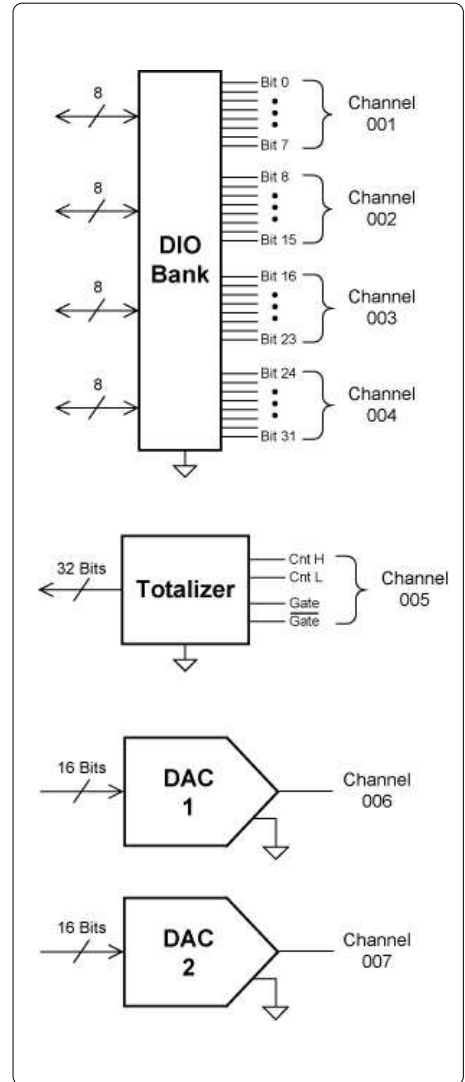 8
Bit 0
Bit 7
Channel
001
8
Bit 8
Bit 15
Channel
002
DIO
Bank
8
Bit 16
Bit 23
Channel
003
8
Bit 24
Bit 31
Channel
004
32 Bits
Totalizer
Cnt H
Cnt L
Gate
Gate
Channel
005
16 Bits
DAC
1
Channel
006
16 Bits
DAC
2
Channel
007